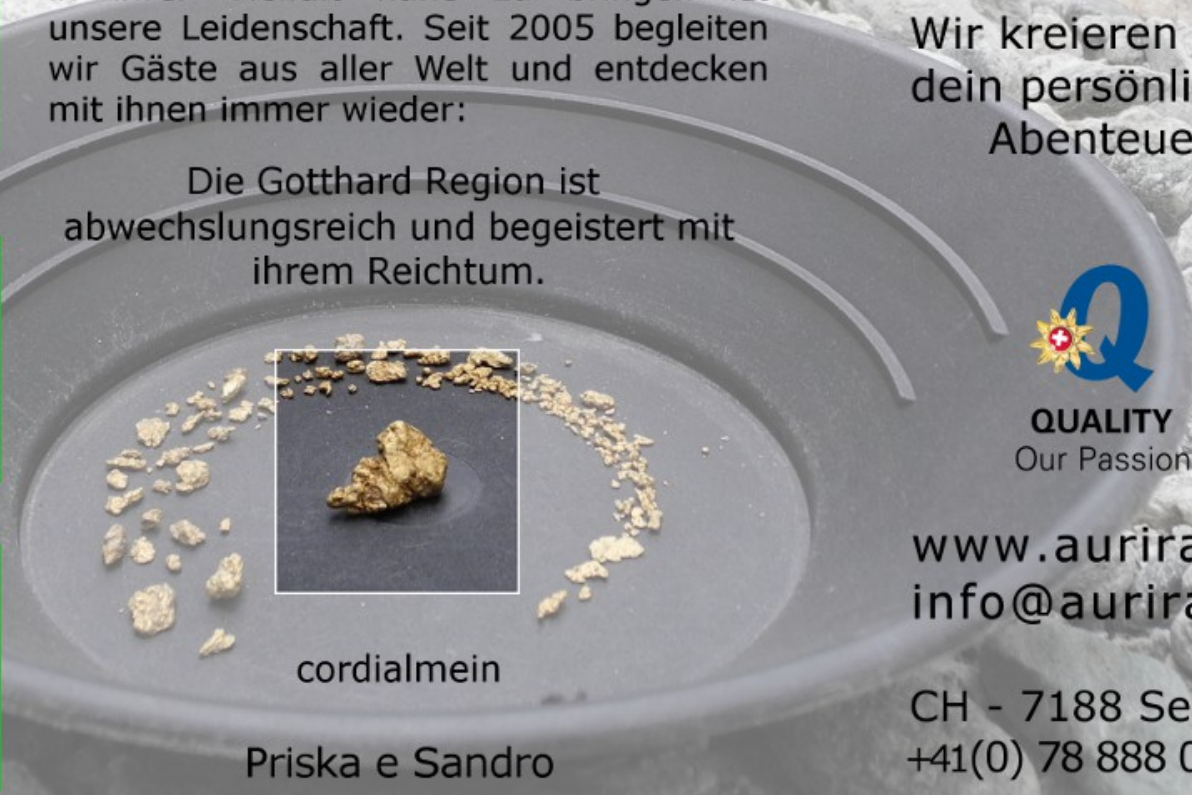 unsere Leidenschaft. Seit 2005 begleiten
wir Gäste aus aller Welt und entdecken
mit ihnen immer wieder:
Die Gotthard Region ist
abwechslungsreich und begeistert mit
ihrem Reichtum.
cordialmein
Priska e Sandro
Wir kreieren
dein persönli
Abenteue
Q
QUALITY
Our Passion
www.aurira
info@aurira
CH - 7188 Se
+41(0) 78 888 0